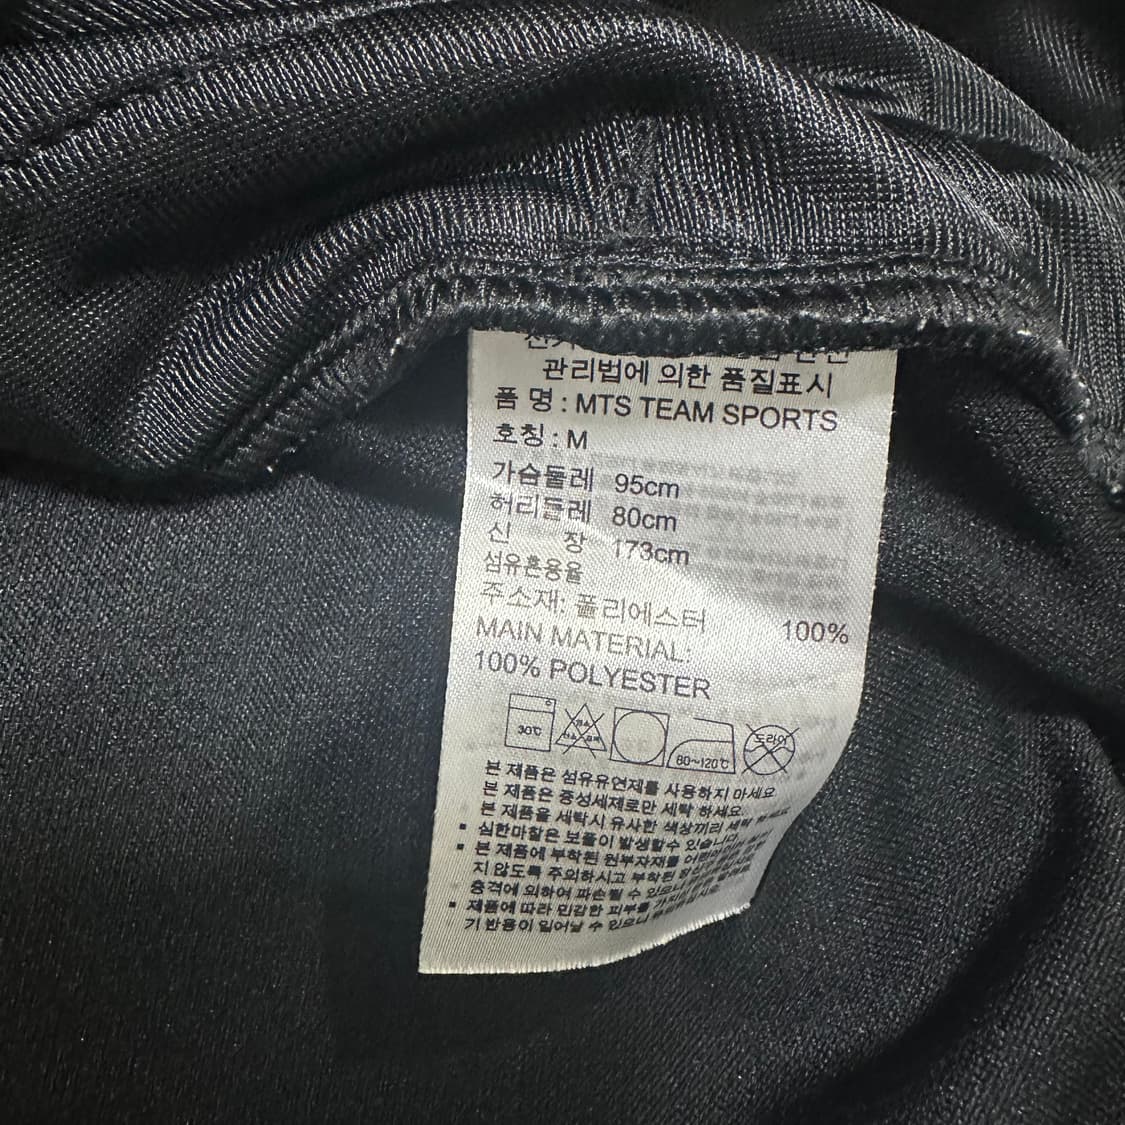 관리법에 의한 품질표시
품 명 : MTS TEAM SPORTS
호칭 : M
가슴둘레 95cm
허리둘레 80cm
신 장 173cm
섬유혼용율
주소재: 폴리에스터 100%
MAIN MATERIAL:
100% POLYESTER
30℃ 80~120℃ 드라이
본 제품은 섬유유연제를 사용하지 마세요
본 제품은 중성세제로만 세탁 하세요.
본 제품을 세탁시 유사한 색상끼리 세탁
▪ 심한마찰은 보풀이 발생할수 있습니다.
▪ 본 제품에 부착된 원부자재를
지 않도록 주의하시고 부착된
충격에 의하여 파손될 수 있으니
▪ 제품에 따라 민감한 피부를
기 반응이 일어날 수 있으니